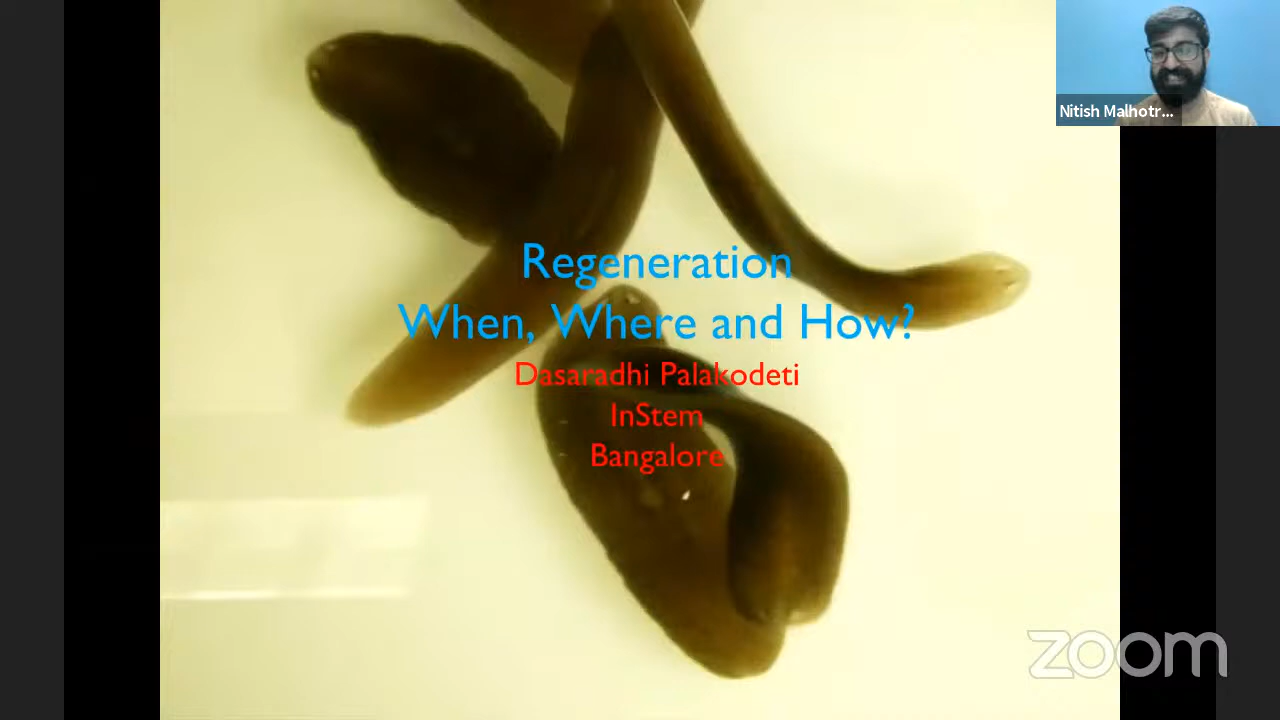 Nitish Malhotr...
Regeneration
When, Where and How?
Dasaradhi Palakodeti
InStem
Bangalore
zoom